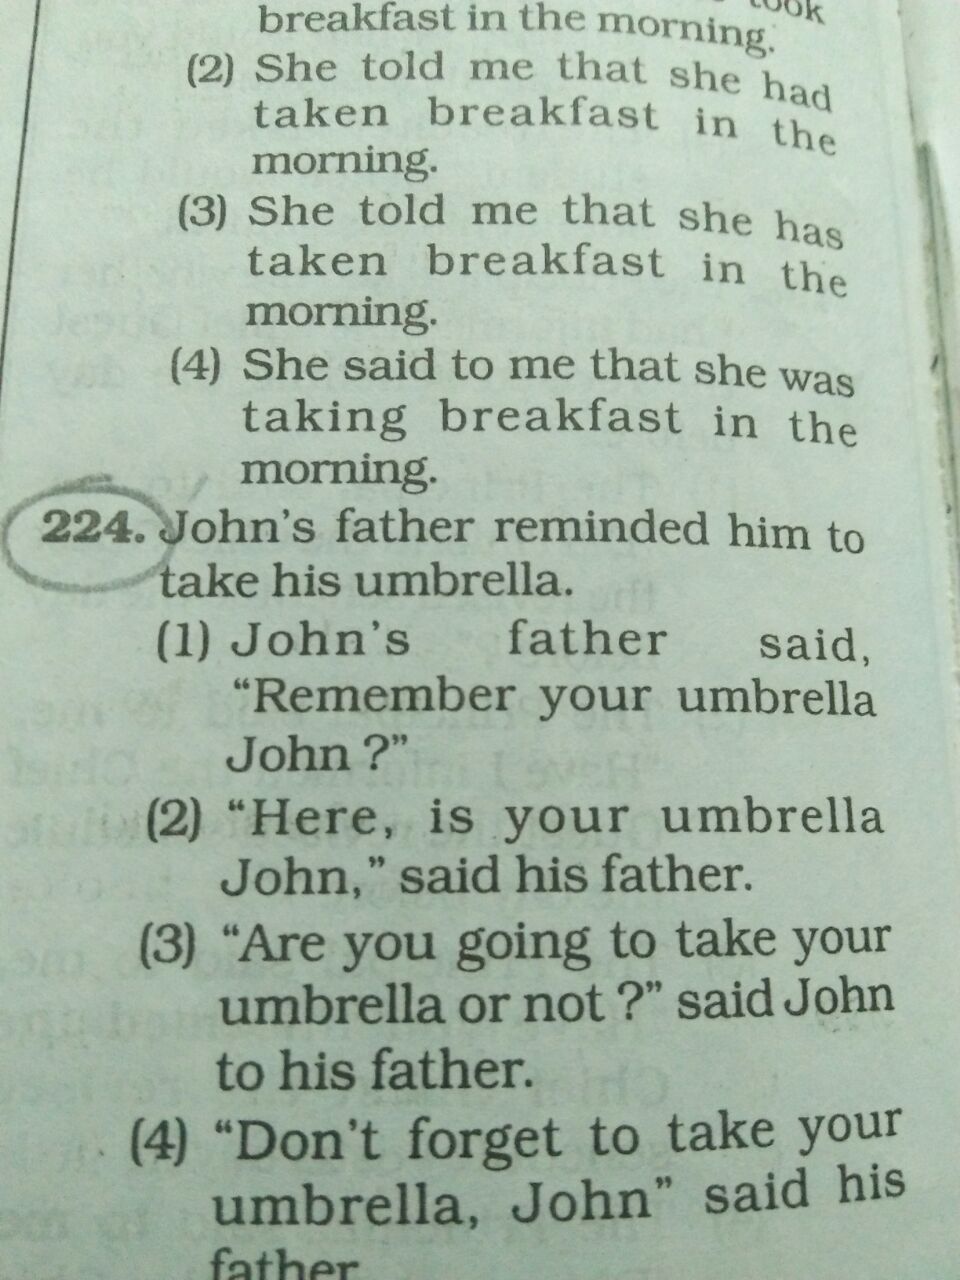 took
breakfast in the morning.
(2) She told me that she had
taken breakfast in the
morning.
(3) She told me that she has
taken breakfast in the
morning.
(4) She said to me that she was
taking breakfast in the
morning.
224. John's father reminded him to
take his umbrella.
(1) John's father said,
“Remember your umbrella
John ?”
(2) “Here, is your umbrella
John,” said his father.
(3) “Are you going to take your
umbrella or not ?” said John
to his father.
(4) “Don't forget to take your
umbrella, John” said his
father